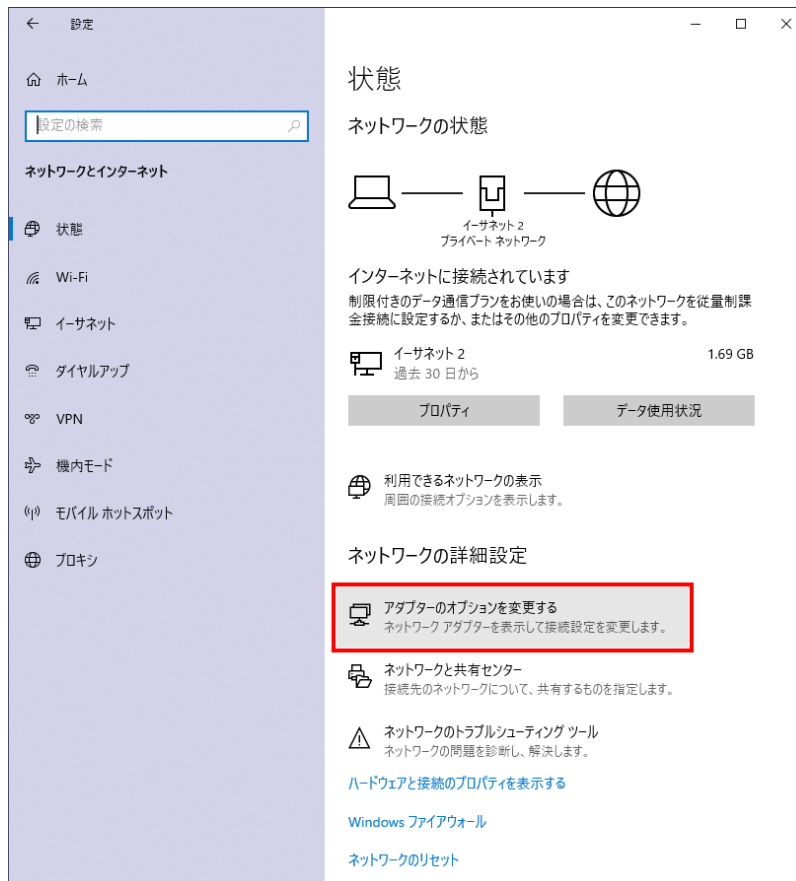 設定
ホーム
設定の検索
ネットワークとインターネット
状態
Wi-Fi
イーサネット
ダイヤルアップ
VPN
機内モード
モバイル ホットスポット
プロキシ
状態
ネットワークの状態
イーサネット 2
プライベート ネットワーク
インターネットに接続されています
制限付きのデータ通信プランをお使いの場合は、このネットワークを従量制課
金接続に設定するか、またはその他のプロパティを変更できます。
イーサネット 2 1.69 GB
過去 30 日から
プロパティ データ使用状況
利用できるネットワークの表示
周囲の接続オプションを表示します。
ネットワークの詳細設定
アダプターのオプションを変更する
ネットワーク アダプターを表示して接続設定を変更します。
ネットワークと共有センター
接続先のネットワークについて、共有するものを指定します。
ネットワークのトラブルシューティング ツール
ネットワークの問題を診断し、解決します。
ハードウェアと接続のプロパティを表示する
Windows ファイアウォール
ネットワークのリセット